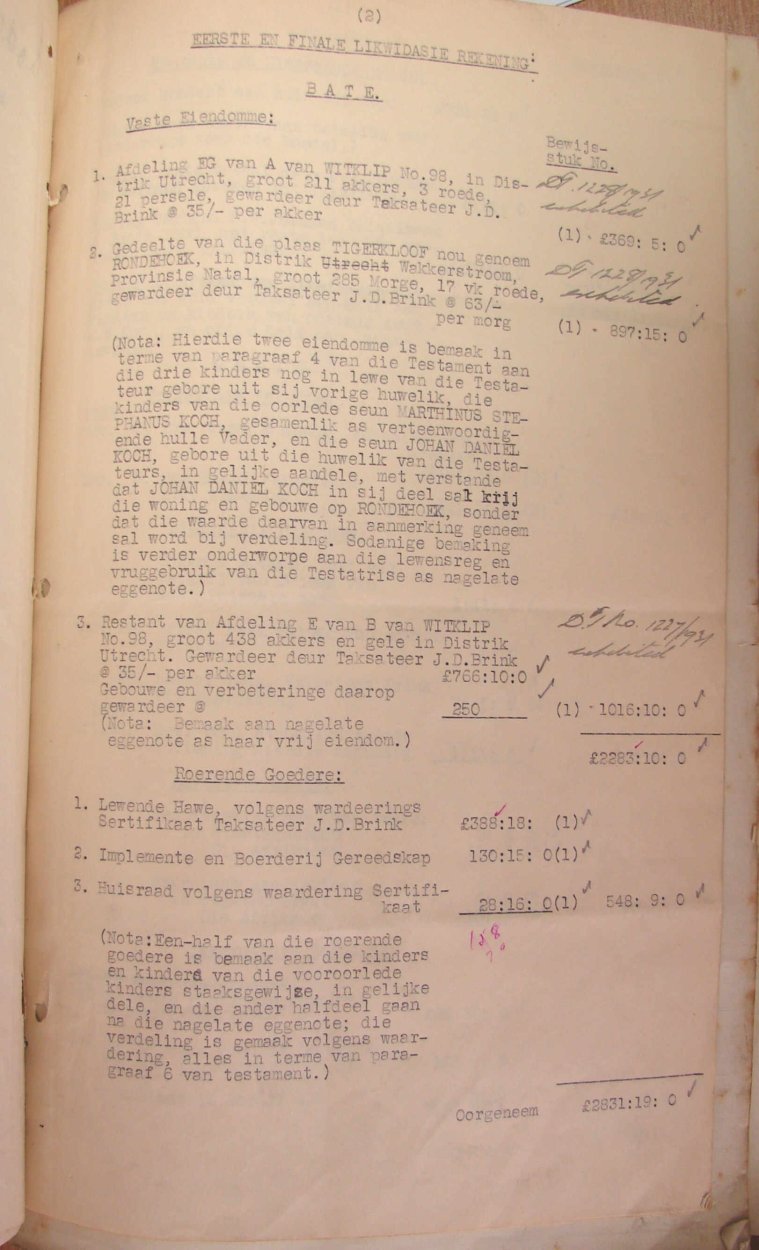 (2)
EERSTE EN FINALE LIKWIDASIE REKENING:
B A T E.
Vaste Eiendomme:
Bewijs-
stuk No.
1. Afdeling EG van A van WITKLIP No.98, in Dis-
trik Utrecht, groot 211 akkers, 3 roede,
21 persele, gewardeer deur Taksateer J.D.
Brink @ 35/- per akker
DT. 1228/1931
exhibited
(1) - £369: 5: 0
2. Gedeelte van die plaas TIGERKLOOF nou genoem
RONDEHOEK, in Distrik Utrecht Wakkerstroom,
Provinsie Natal, groot 285 Morge, 17 vk roede,
gewardeer deur Taksateer J.D.Brink @ 63/-
per morg
DT 1228/1931
exhibited
(1) - 897:15: 0
(Nota: Hierdie twee eiendomme is bemaak in
terme van paragraaf 4 van die Testament aan
die drie kinders nog in lewe van die Testa-
teur gebore uit sij vorige huwelik, die
kinders van die oorlede seun MARTHINUS STE-
PHANUS KOCH, gesamenlik as verteenwoordig-
ende hulle Vader, en die seun JOHAN DANIEL
KOCH, gebore uit die huwelik van die Testa-
teurs, in gelijke aandele, met verstande
dat JOHAN DANIEL KOCH in sij deel sal krij
die woning en gebouwe op RONDEHOEK, sonder
dat die waarde daarvan in aanmerking geneem
sal word bij verdeling. Sodanige bemaking
is verder onderworpe aan die lewensreg en
vruggebruik van die Testatrise as nagelate
eggenote.)
3. Restant van Afdeling E van B van WITKLIP
No.98, groot 438 akkers en gele in Distrik
Utrecht. Gewardeer deur Taksateer J.D.Brink
@ 35/- per akker £766:10:0
DT No. 1227/1931
exhibited
Gebouwe en verbeteringe daarop
gewardeer @ 250 (1) - 1016:10: 0
(Nota: Bemaak aan nagelate
eggenote as haar vrij eiendom.)
£2283:10: 0
Roerende Goedere:
1. Lewende Hawe, volgens wardeerings
Sertifikaat Taksateer J.D.Brink £388:18: (1)
2. Implemente en Boerderij Gereedskap 130:15: 0(1)
3. Huisraad volgens waardering Sertifi-
kaat 28:16: 0(1) 548: 9: 0
(Nota:Een-half van die roerende
goedere is bemaak aan die kinders
en kinders van die vooroorlede
kinders staaksgewijse, in gelijke
dele, en die ander halfdeel gaan
na die nagelate eggenote; die
verdeling is gemaak volgens waar-
dering, alles in terme van para-
graaf 6 van testament.)
Oorgeneem £2831:19: 0